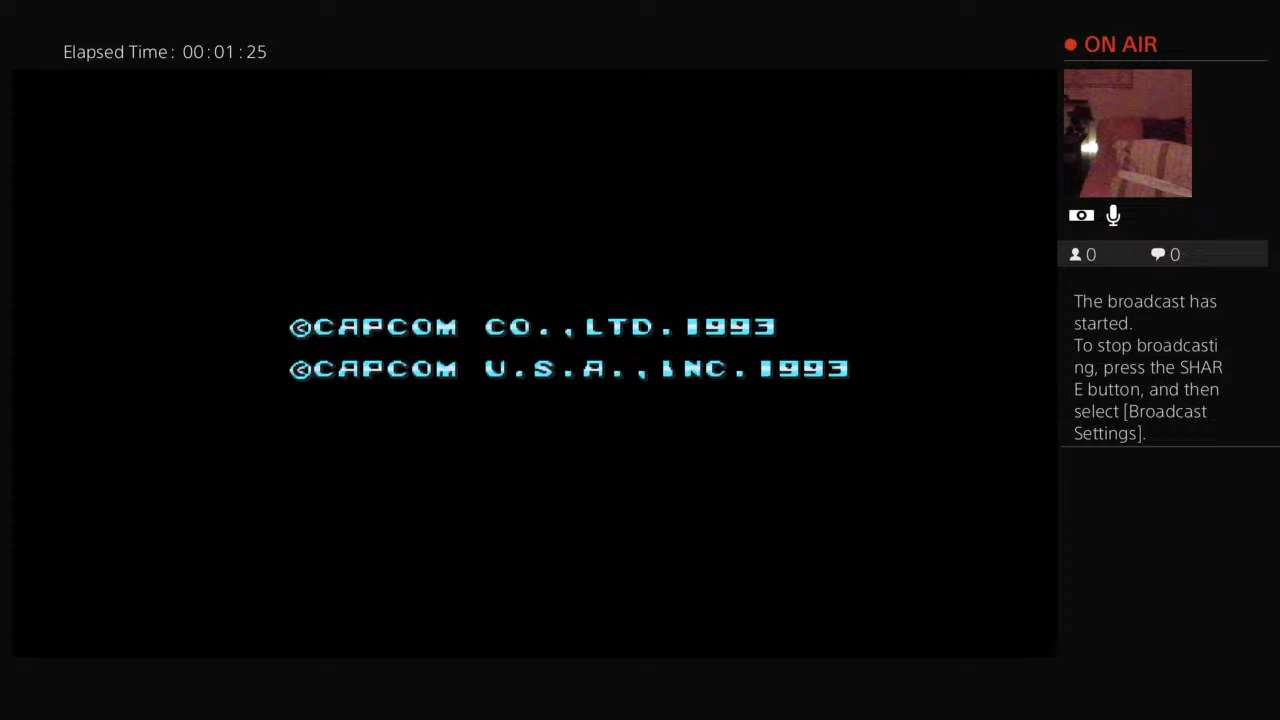 Elapsed Time: 00:01:25
ON AIR
0 0
©CAPCOM CO.,LTD.1993
©CAPCOM U.S.A.,INC.1993
The broadcast has
started.
To stop broadcasti
ng, press the SHAR
E button, and then
select [Broadcast
Settings].